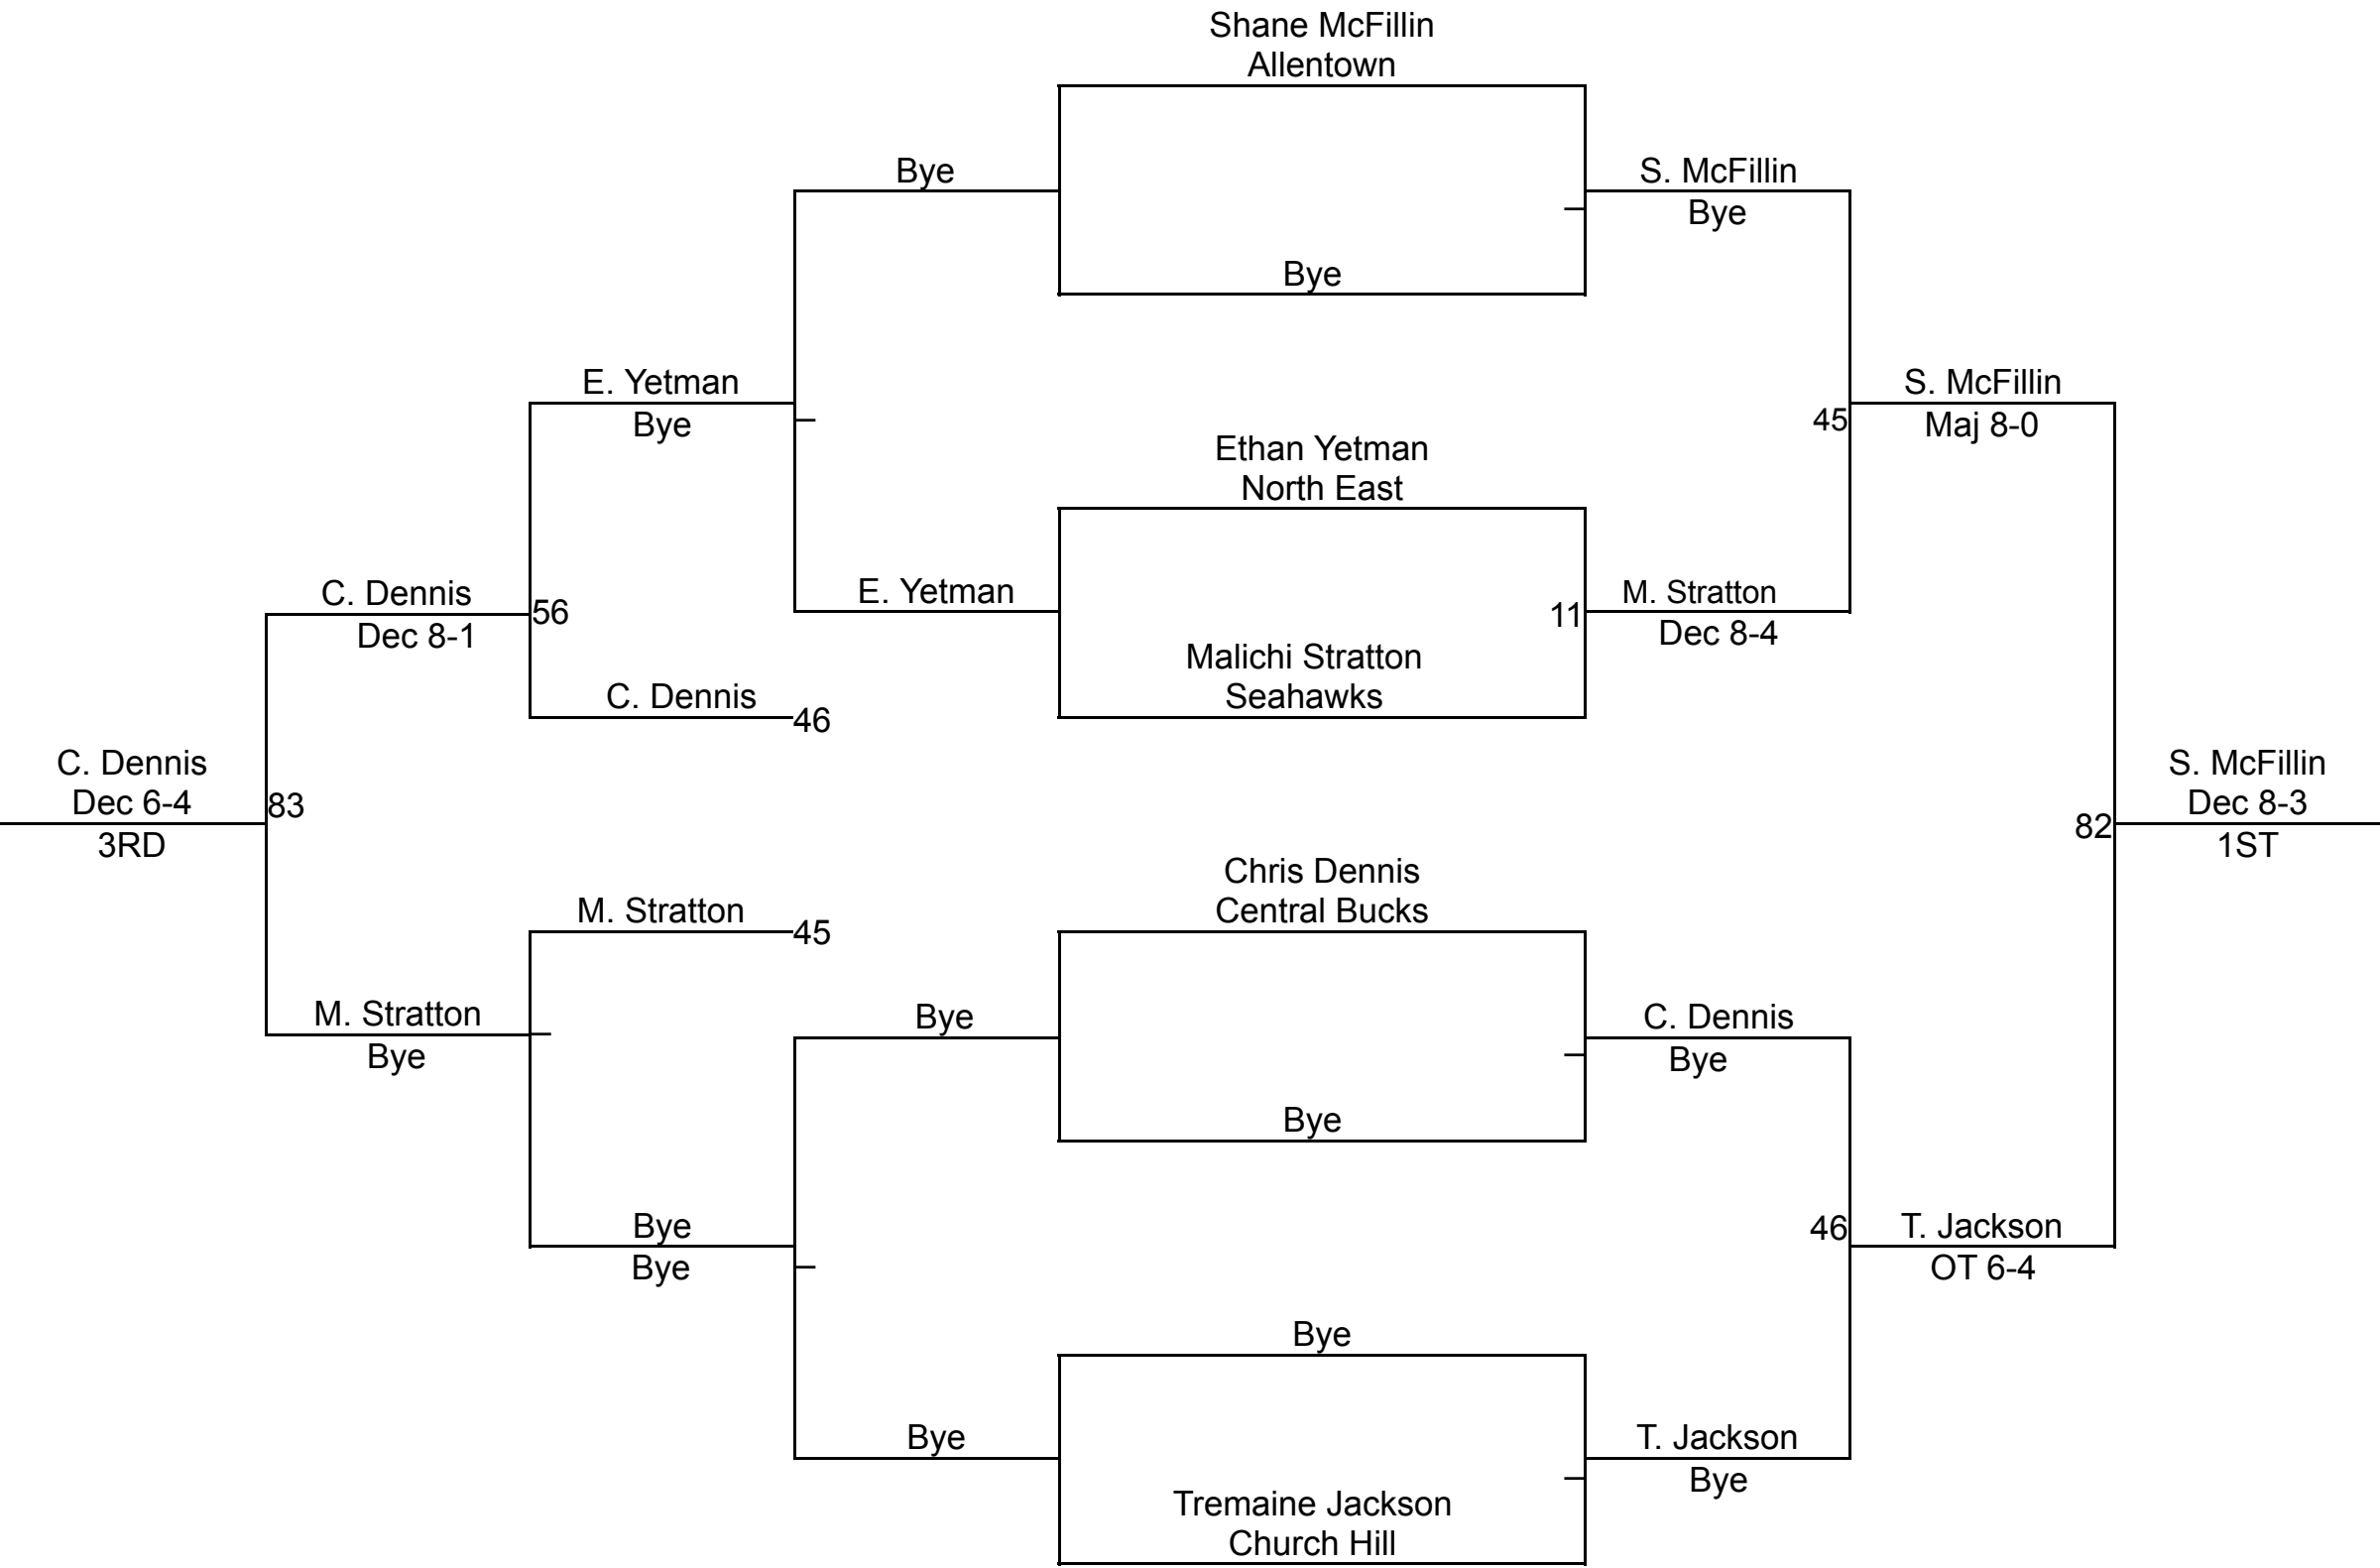 Shane McFillin
Allentown
Bye
S. McFillin
Bye
Bye
E. Yetman
Bye
S. McFillin
45
Maj 8-0
Ethan Yetman
North East
C. Dennis
56
Dec 8-1
E. Yetman
11
M. Stratton
Dec 8-4
Malichi Stratton
Seahawks
C. Dennis
46
C. Dennis
Dec 6-4
83
3RD
S. McFillin
Dec 8-3
82
1ST
Chris Dennis
Central Bucks
M. Stratton
45
M. Stratton
Bye
Bye
C. Dennis
Bye
Bye
Bye
Bye
46
T. Jackson
OT 6-4
Bye
Bye
T. Jackson
Bye
Tremaine Jackson
Church Hill